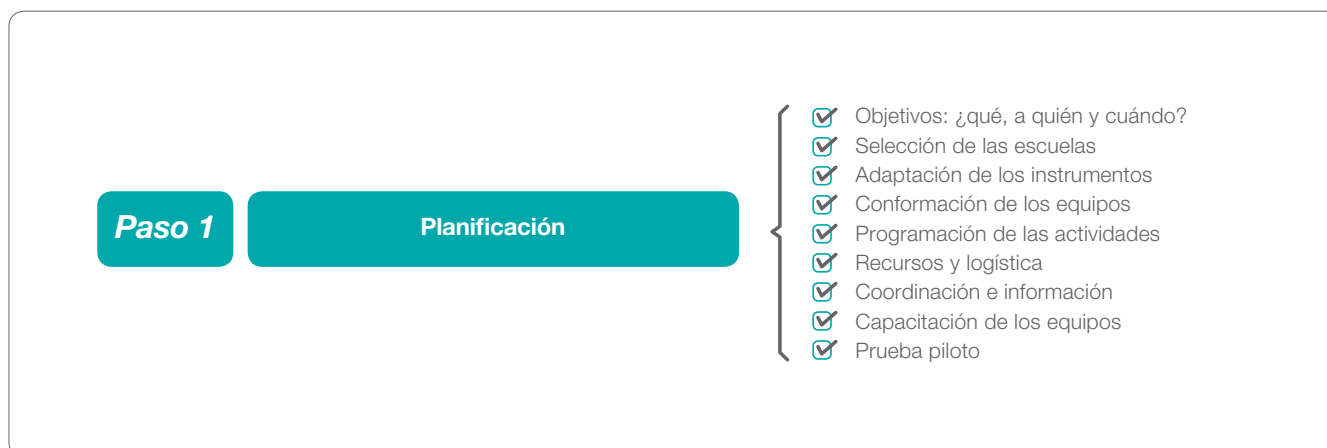 Paso 1
Planificación
Objetivos: ¿qué, a quién y cuándo?
Selección de las escuelas
Adaptación de los instrumentos
Conformación de los equipos
Programación de las actividades
Recursos y logística
Coordinación e información
Capacitación de los equipos
Prueba piloto